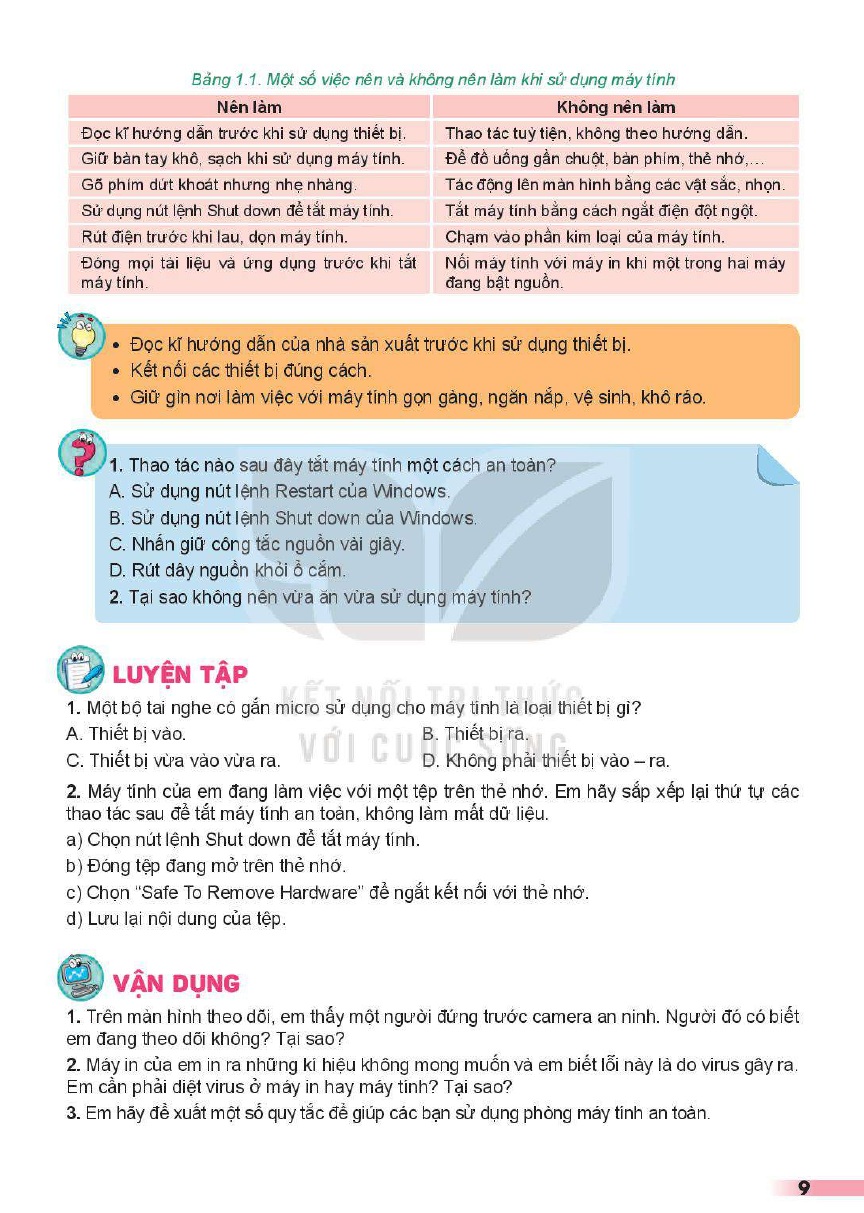 Bảng 1.1. Một số việc nên và không nên làm khi sử dụng máy tính
Nên làm
Không nên làm
Đọc kĩ hướng dẫn trước khi sử dụng thiết bị.
Thao tác tuỳ tiện, không theo hướng dẫn.
Giữ bàn tay khô, sạch khi sử dụng máy tính.
Để đồ uống gần chuột, bàn phím, thẻ nhớ,...
Gõ phím dứt khoát nhưng nhẹ nhàng.
Tác động lên màn hình bằng các vật sắc, nhọn.
Sử dụng nút lệnh Shut down để tắt máy tính.
Tắt máy tính bằng cách ngắt điện đột ngột.
Rút điện trước khi lau, dọn máy tính.
Chạm vào phần kim loại của máy tính.
Đóng mọi tài liệu và ứng dụng trước khi tắt
máy tính.
Nối máy tính với máy in khi một trong hai máy
đang bật nguồn.
• Đọc kĩ hướng dẫn của nhà sản xuất trước khi sử dụng thiết bị.
• Kết nối các thiết bị đúng cách.
• Giữ gìn nơi làm việc với máy tính gọn gàng, ngăn nắp, vệ sinh, khô ráo.
1. Thao tác nào sau đây tắt máy tính một cách an toàn?
A. Sử dụng nút lệnh Restart của Windows.
B. Sử dụng nút lệnh Shut down của Windows.
C. Nhấn giữ công tắc nguồn vài giây.
D. Rút dây nguồn khỏi ổ cắm.
2. Tại sao không nên vừa ăn vừa sử dụng máy tính?
LUYỆN TẬP
KẾT NỐI TRI THỨC
VỚI CUỘC SỐNG
1. Một bộ tai nghe có gắn micro sử dụng cho máy tính là loại thiết bị gì?
A. Thiết bị vào.
B. Thiết bị ra.
C. Thiết bị vừa vào vừa ra.
D. Không phải thiết bị vào – ra.
2. Máy tính của em đang làm việc với một tệp trên thẻ nhớ. Em hãy sắp xếp lại thứ tự các
thao tác sau để tắt máy tính an toàn, không làm mất dữ liệu.
a) Chọn nút lệnh Shut down để tắt máy tính.
b) Đóng tệp đang mở trên thẻ nhớ.
c) Chọn “Safe To Remove Hardware” để ngắt kết nối với thẻ nhớ.
d) Lưu lại nội dung của tệp.
VẬN DỤNG
1. Trên màn hình theo dõi, em thấy một người đứng trước camera an ninh. Người đó có biết
em đang theo dõi không? Tại sao?
2. Máy in của em in ra những kí hiệu không mong muốn và em biết lỗi này là do virus gây ra.
Em cần phải diệt virus ở máy in hay máy tính? Tại sao?
3. Em hãy đề xuất một số quy tắc để giúp các bạn sử dụng phòng máy tính an toàn.
9